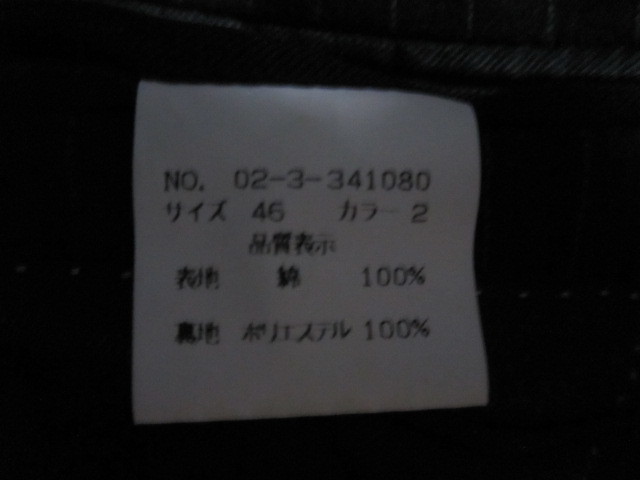 NO. 02-3-341080
サイズ 46 カラー 2
品質表示
表地 綿 100%
裏地 ポリエステル 100%